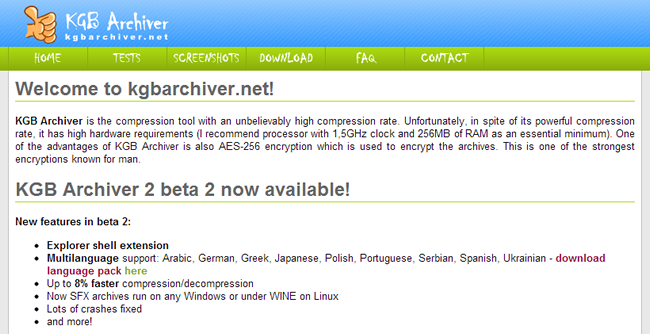 KGB Archiver
kgbarchiver.net
HOME TESTS SCREENSHOTS DOWNLOAD FAQ CONTACT
Welcome to kgbarchiver.net!
KGB Archiver is the compression tool with an unbelievably high compression rate. Unfortunately, in spite of its powerful compression
rate, it has high hardware requirements (I recommend processor with 1,5GHz clock and 256MB of RAM as an essential minimum). One
of the advantages of KGB Archiver is also AES-256 encryption which is used to encrypt the archives. This is one of the strongest
encryptions known for man.
KGB Archiver 2 beta 2 now available!
New features in beta 2:
• Explorer shell extension
• Multilanguage support: Arabic, German, Greek, Japanese, Polish, Portuguese, Serbian, Spanish, Ukrainian - download
language pack here
• Up to 8% faster compression/decompression
• Now SFX archives run on any Windows or under WINE on Linux
• Lots of crashes fixed
• and more!